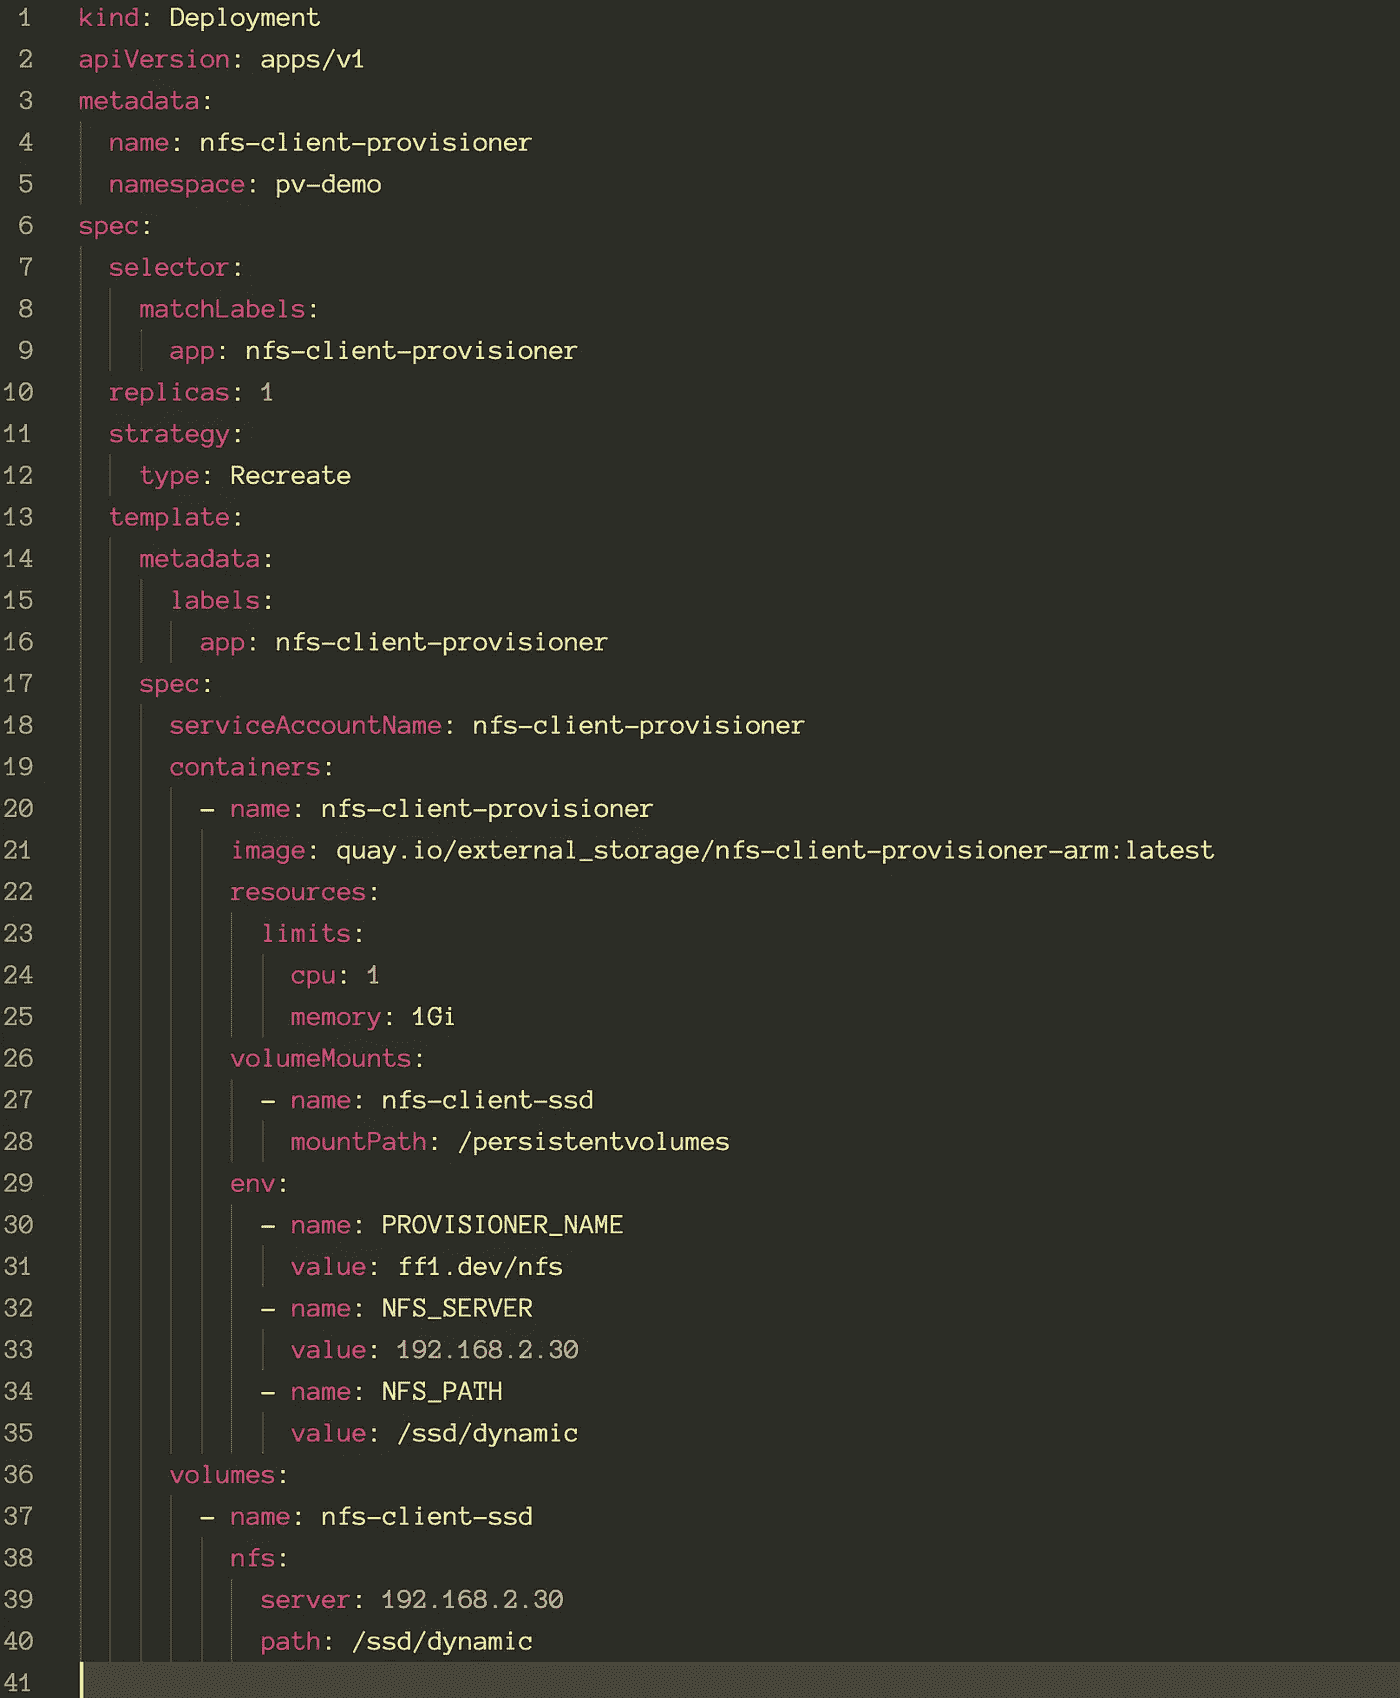 1 kind: Deployment
2 apiVersion: apps/v1
3 metadata:
4   name: nfs-client-provisioner
5   namespace: pv-demo
6 spec:
7   selector:
8     matchLabels:
9       app: nfs-client-provisioner
10   replicas: 1
11   strategy:
12     type: Recreate
13   template:
14     metadata:
15       labels:
16         app: nfs-client-provisioner
17     spec:
18       serviceAccountName: nfs-client-provisioner
19       containers:
20         - name: nfs-client-provisioner
21           image: quay.io/external_storage/nfs-client-provisioner-arm:latest
22           resources:
23             limits:
24               cpu: 1
25               memory: 1Gi
26           volumeMounts:
27             - name: nfs-client-ssd
28               mountPath: /persistentvolumes
29           env:
30             - name: PROVISIONER_NAME
31               value: ff1.dev/nfs
32             - name: NFS_SERVER
33               value: 192.168.2.30
34             - name: NFS_PATH
35               value: /ssd/dynamic
36       volumes:
37         - name: nfs-client-ssd
38           nfs:
39             server: 192.168.2.30
40             path: /ssd/dynamic
41